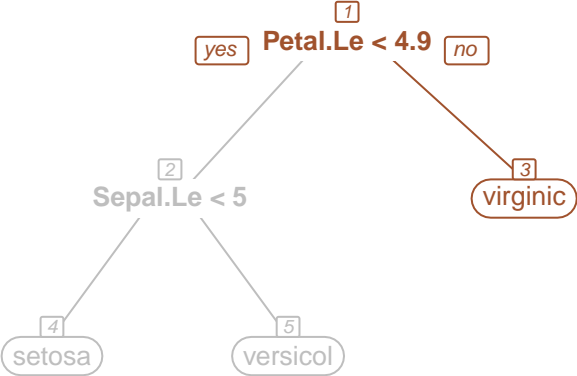 1
yes Petal.Le < 4.9 no
2
3
Sepal.Le < 5
virginic
4
5
setosa
versicol